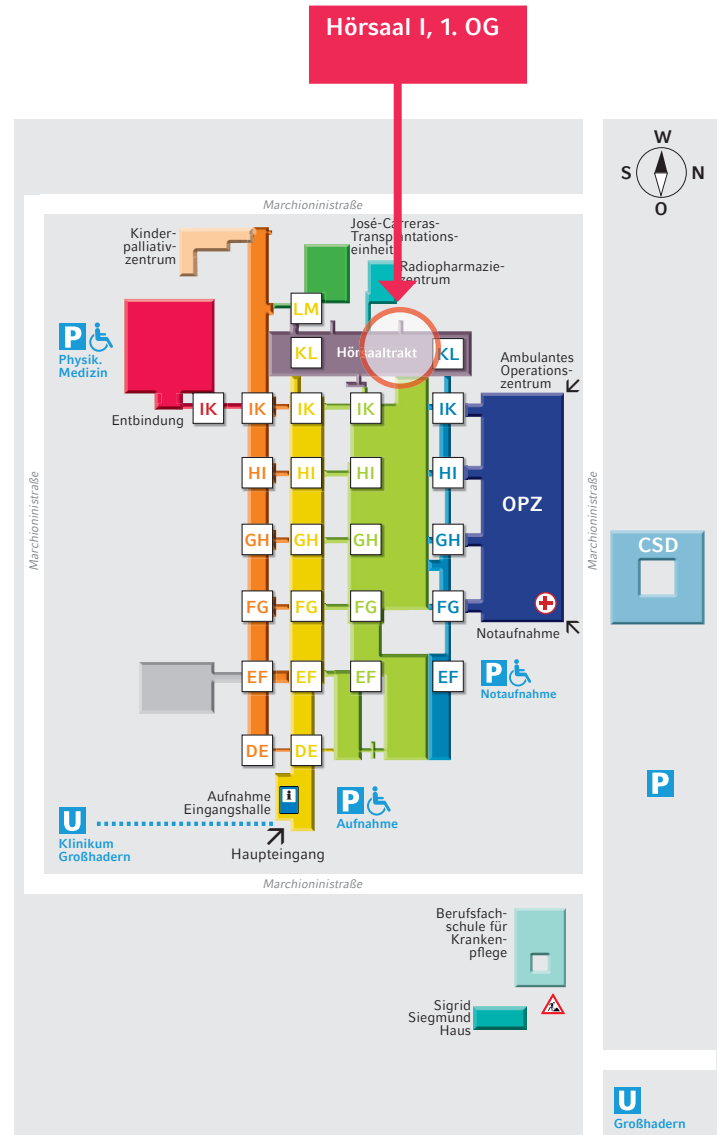 Hörsaal I, 1. OG
W
S
N
O
Marchioninistraße
Kinder-
palliativ-
zentrum
José-Carreras-
Transplantations-
einheit
Radiopharmazie-
zentrum
LM
P
Physik.
Medizin
KL
Hörsaaltrakt
KL
Ambulantes
Operations-
zentrum
Entbindung
IK
IK
IK
IK
IK
Marchioninistraße
HI
HI
HI
HI
OPZ
Marchioninistraße
CSD
GH
GH
GH
GH
FG
FG
FG
FG
Notaufnahme
EF
EF
EF
EF
P
Notaufnahme
DE
DE
Aufnahme
Eingangshalle
i
P
Aufnahme
P
U
Klinikum
Großhadern
Haupteingang
Marchioninistraße
Berufsfach-
schule für
Kranken-
pflege
Sigrid
Siegmund
Haus
U
Großhadern